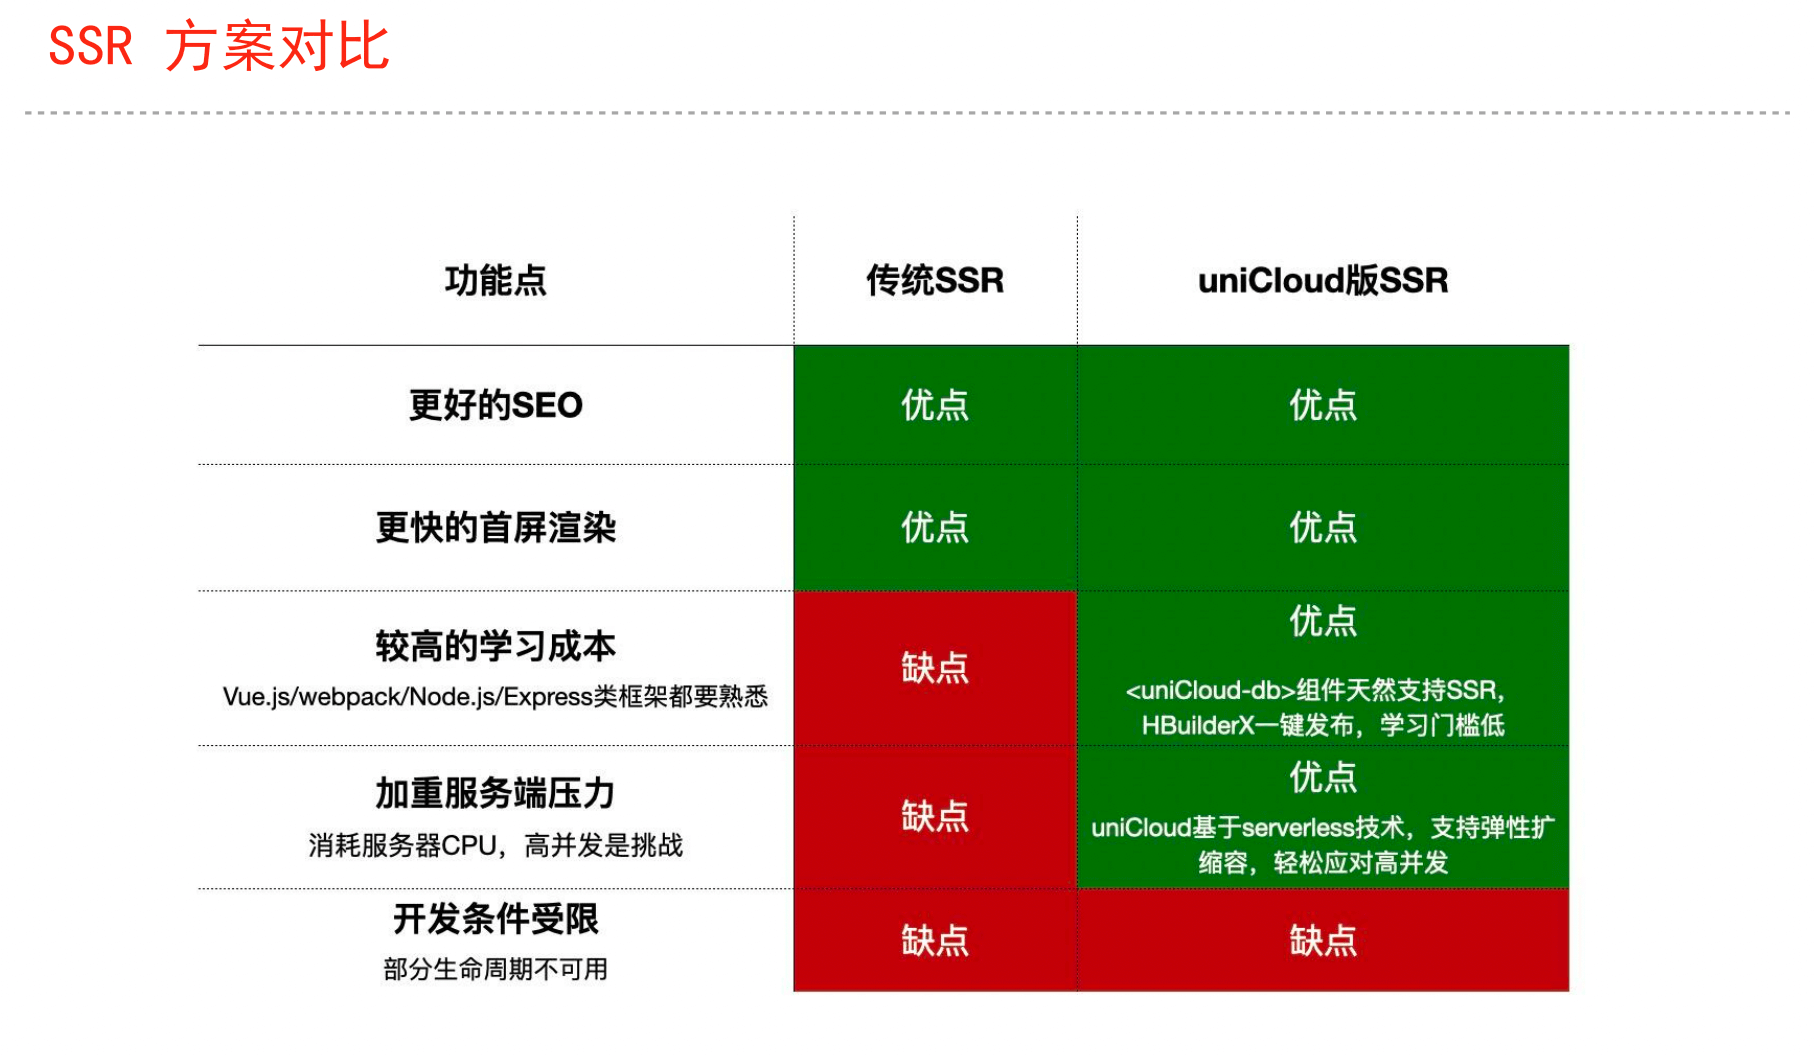 SSR 方案对比
功能点
传统SSR
uniCloud版SSR
更好的SEO
优点
优点
更快的首屏渲染
优点
优点
较高的学习成本
Vue.js/webpack/Node.js/Express类框架都要熟悉
缺点
优点
<uniCloud-db>组件天然支持SSR，
HBuilderX一键发布，学习门槛低
加重服务端压力
消耗服务器CPU，高并发是挑战
缺点
优点
uniCloud基于serverless技术，支持弹性扩
缩容，轻松应对高并发
开发条件受限
部分生命周期不可用
缺点
缺点